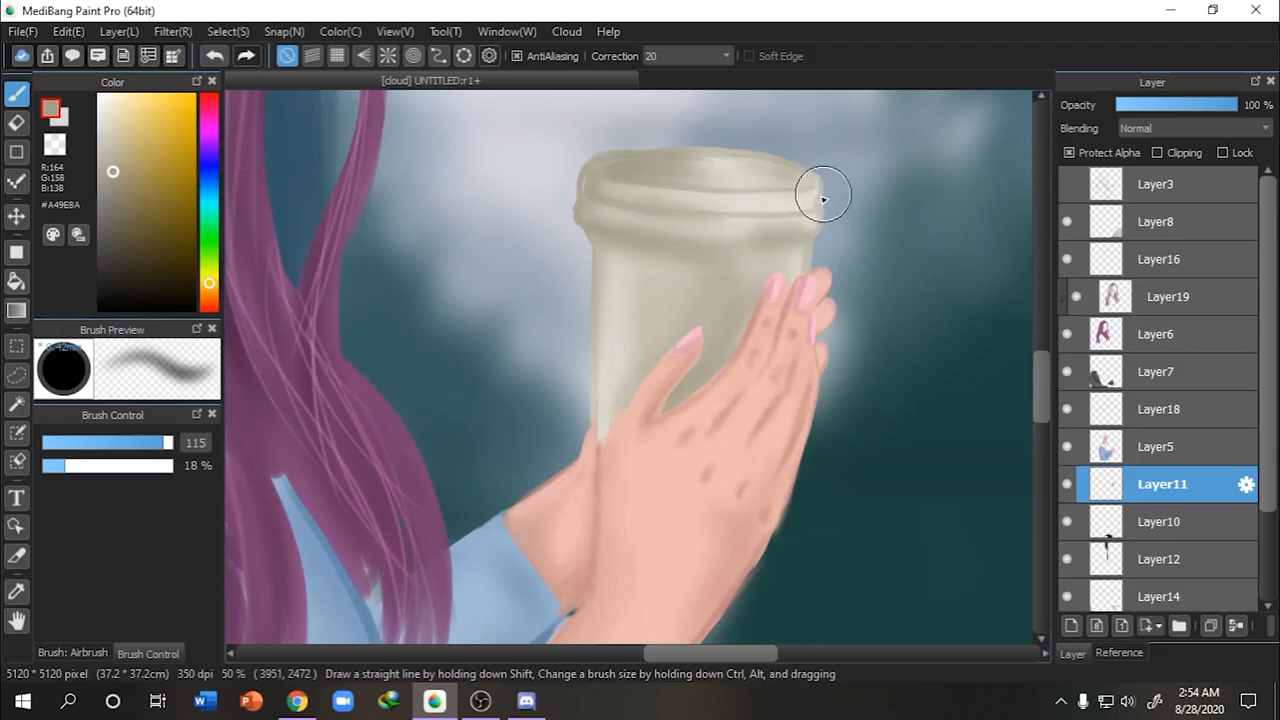 MediBang Paint Pro (64bit)
File(F) Edit(E) Layer(L) Filter(R) Select(S) Snap(N) Color(C) View(V) Tool(T) Window(W) Cloud Help
AntiAliasing Correction 20 Soft Edge
Color
[cloud] UNTITLED:r1+
Layer
Opacity 100 %
Blending Normal
Protect Alpha Clipping Lock
R:164
G:158
B:138
#A49E8A
Brush Preview
* 9.42mm
Brush Control
115
18 %
Layer3
Layer8
Layer16
Layer19
Layer6
Layer7
Layer18
Layer5
Layer11
Layer10
Layer12
Layer14
Brush: Airbrush Brush Control
Layer Reference
5120 * 5120 pixel (37.2 * 37.2cm) 350 dpi 50 % (3951, 2472) Draw a straight line by holding down Shift, Change a brush size by holding down Ctrl, Alt, and dragging
2:54 AM
8/28/2020